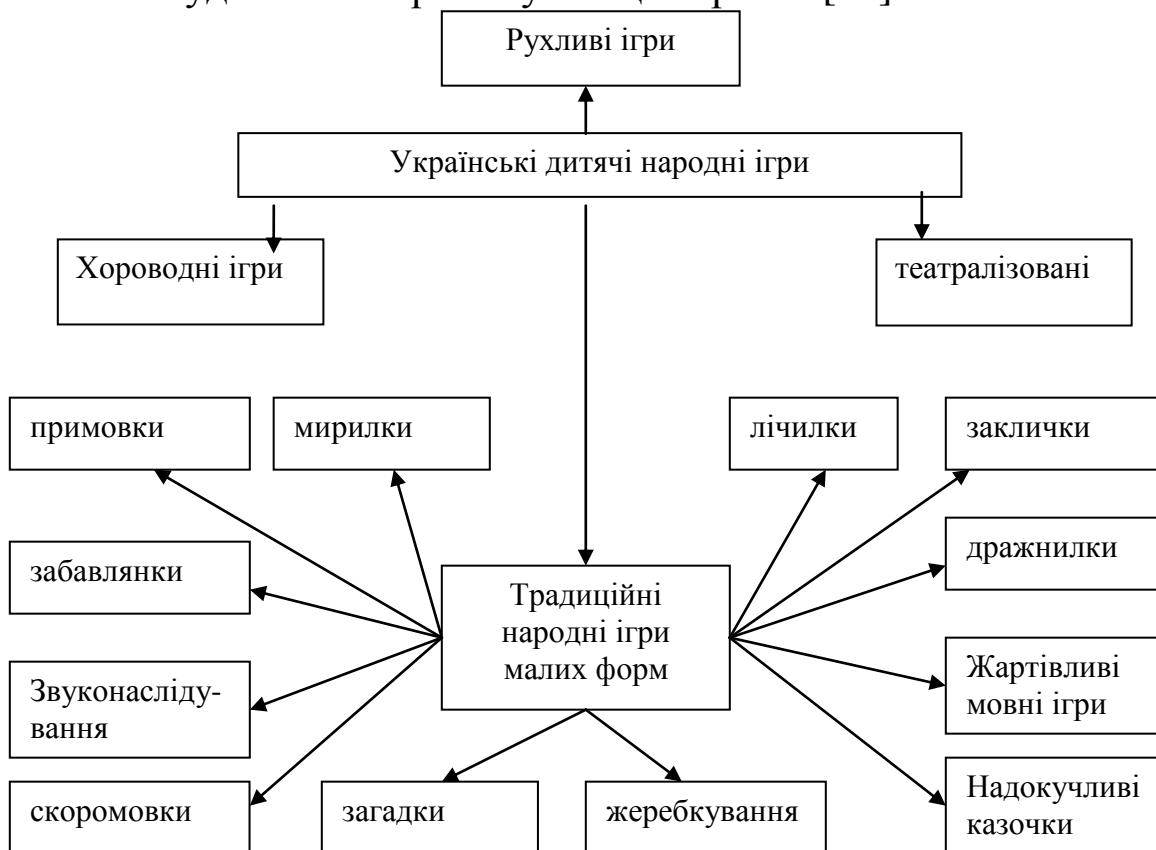 Рухливі ігри
Українські дитячі народні ігри
Хороводні ігри
театралізовані
примовки
мирилки
лічилки
заклички
забавлянки
дражнилки
Традиційні
народні ігри
малих форм
Звуконасліду-
вання
Жартівливі
мовні ігри
скоромовки
загадки
жеребкування
Надокучливі
казочки